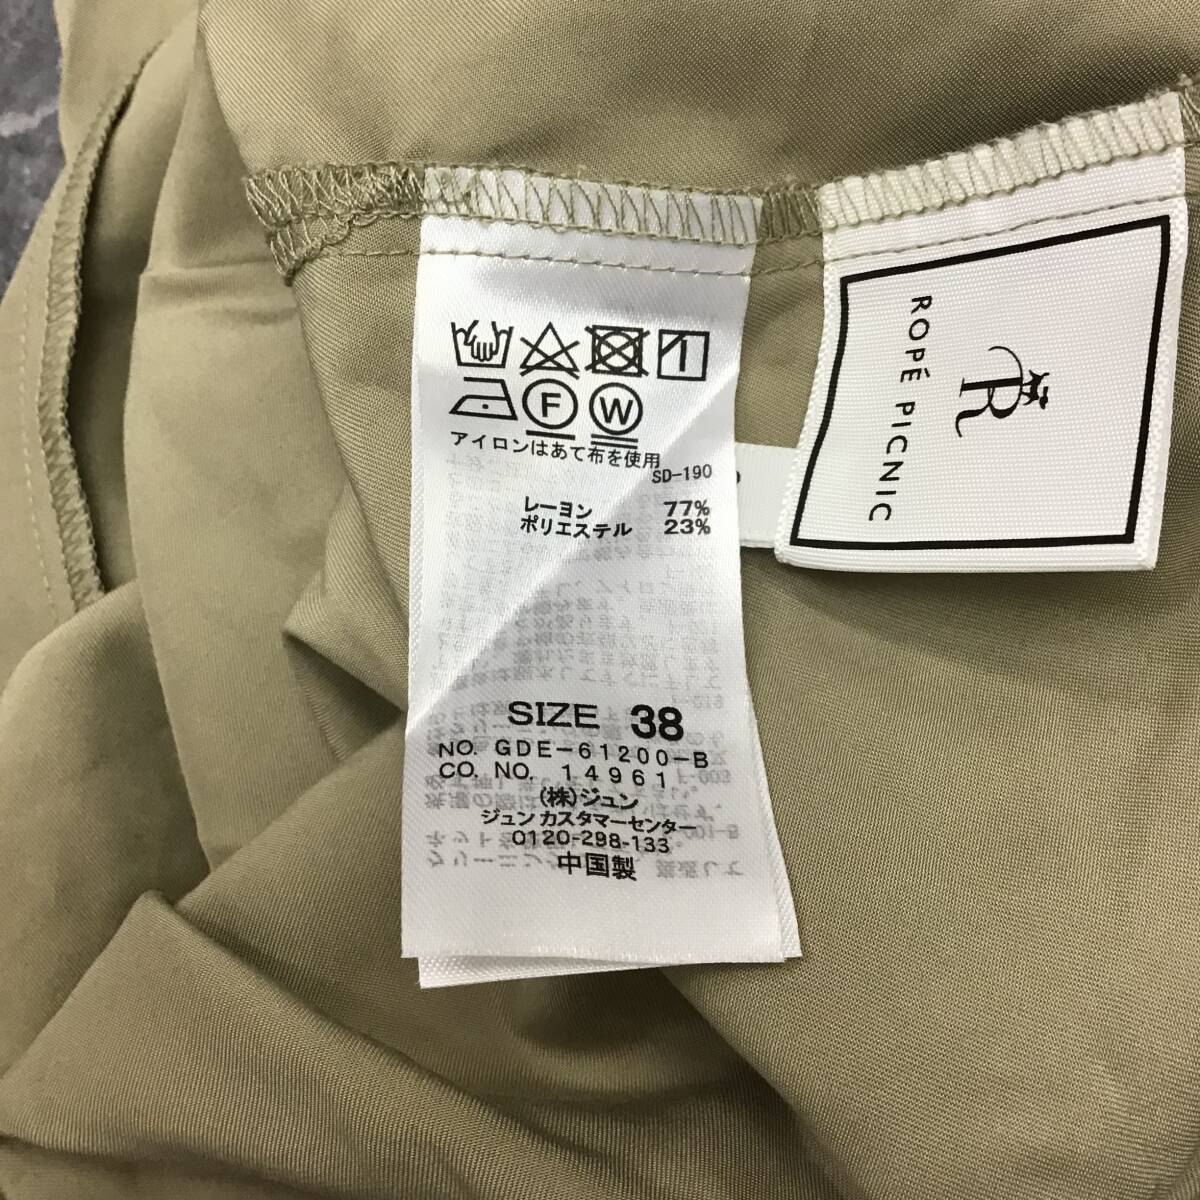 F
W
アイロンはあて布を使用
SD-190
レーヨン 77%
ポリエステル 23%
SIZE 38
NO. GDE-61200-B
CO. NO. 14961
(株)ジュン
ジュン カスタマーセンター
0120-298-133
中国製
R
ROPÉ PICNIC